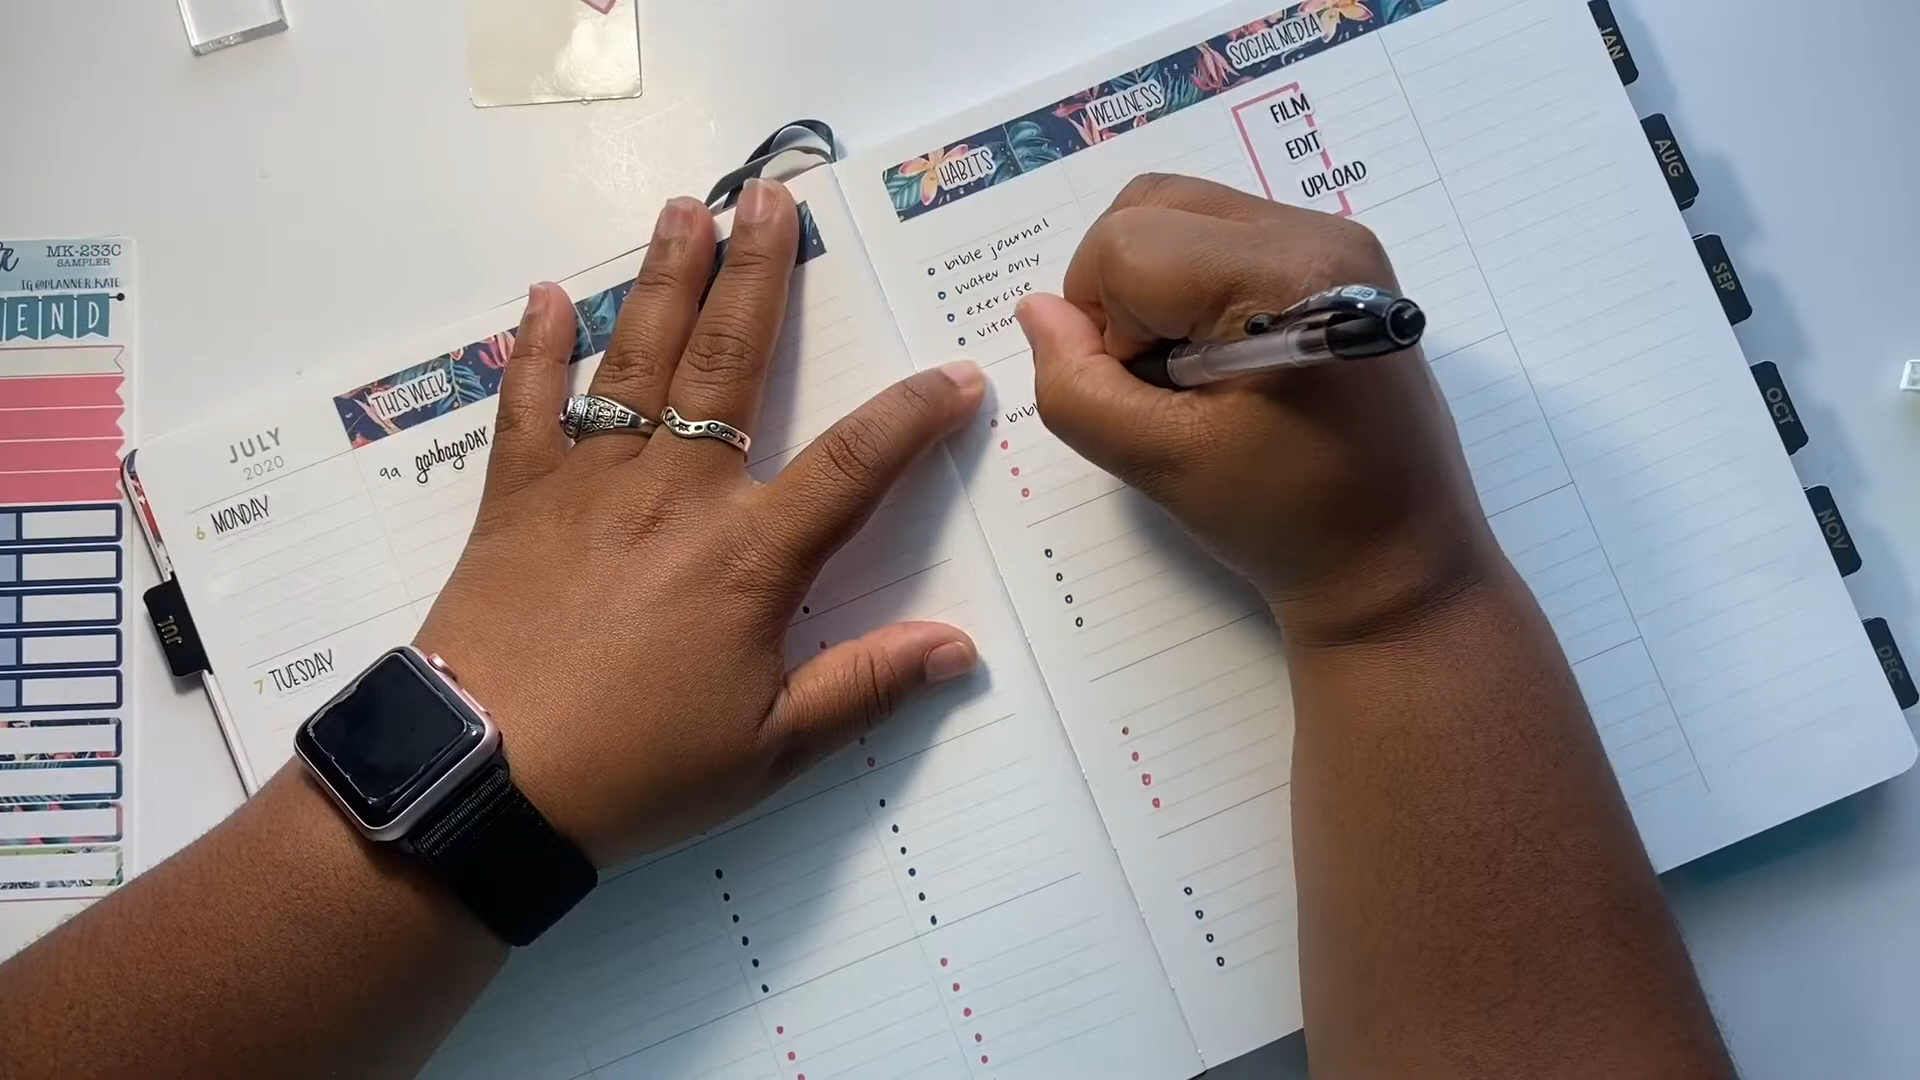 MK-233C
SAMPLER
IG@PLANNER.KATE
END
JULY
2020
THIS WEEK
9a garbage DAY
6 MONDAY
7 TUESDAY
JUL
HABITS
WELLNESS
SOCIAL MEDIA
FILM
EDIT
UPLOAD
bible journal
water only
exercise
JAN
AUG
SEP
OCT
NOV
DEC